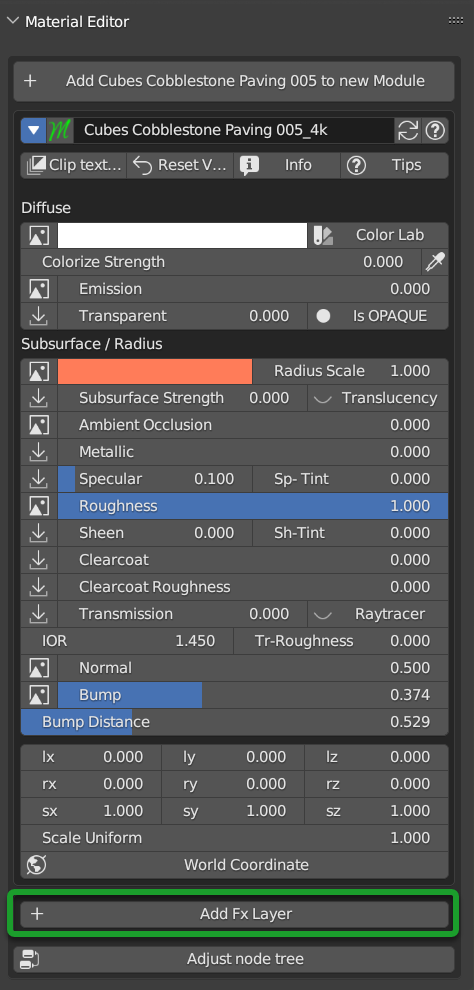 Material Editor
Add Cubes Cobblestone Paving 005 to new Module
Cubes Cobblestone Paving 005_4k
Clip text... Reset V... Info Tips
Diffuse
Color Lab
Colorize Strength 0.000
Emission 0.000
Transparent 0.000 Is OPAQUE
Subsurface / Radius
Radius Scale 1.000
Subsurface Strength 0.000 Translucency
Ambient Occlusion 0.000
Metallic 0.000
Specular 0.100 Sp- Tint 0.000
Roughness 1.000
Sheen 0.000 Sh-Tint 0.000
Clearcoat 0.000
Clearcoat Roughness 0.000
Transmission 0.000 Raytracer
IOR 1.450 Tr-Roughness 0.000
Normal 0.500
Bump 0.374
Bump Distance 0.529
lx 0.000 ly 0.000 lz 0.000
rx 0.000 ry 0.000 rz 0.000
sx 1.000 sy 1.000 sz 1.000
Scale Uniform 1.000
World Coordinate
Add Fx Layer
Adjust node tree